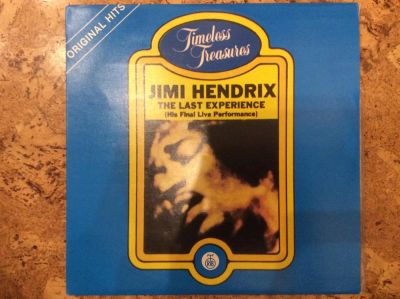 ORIGINAL HITS
Timeless
Treasures
JIMI HENDRIX
THE LAST EXPERIENCE
(His Final Live Performance)